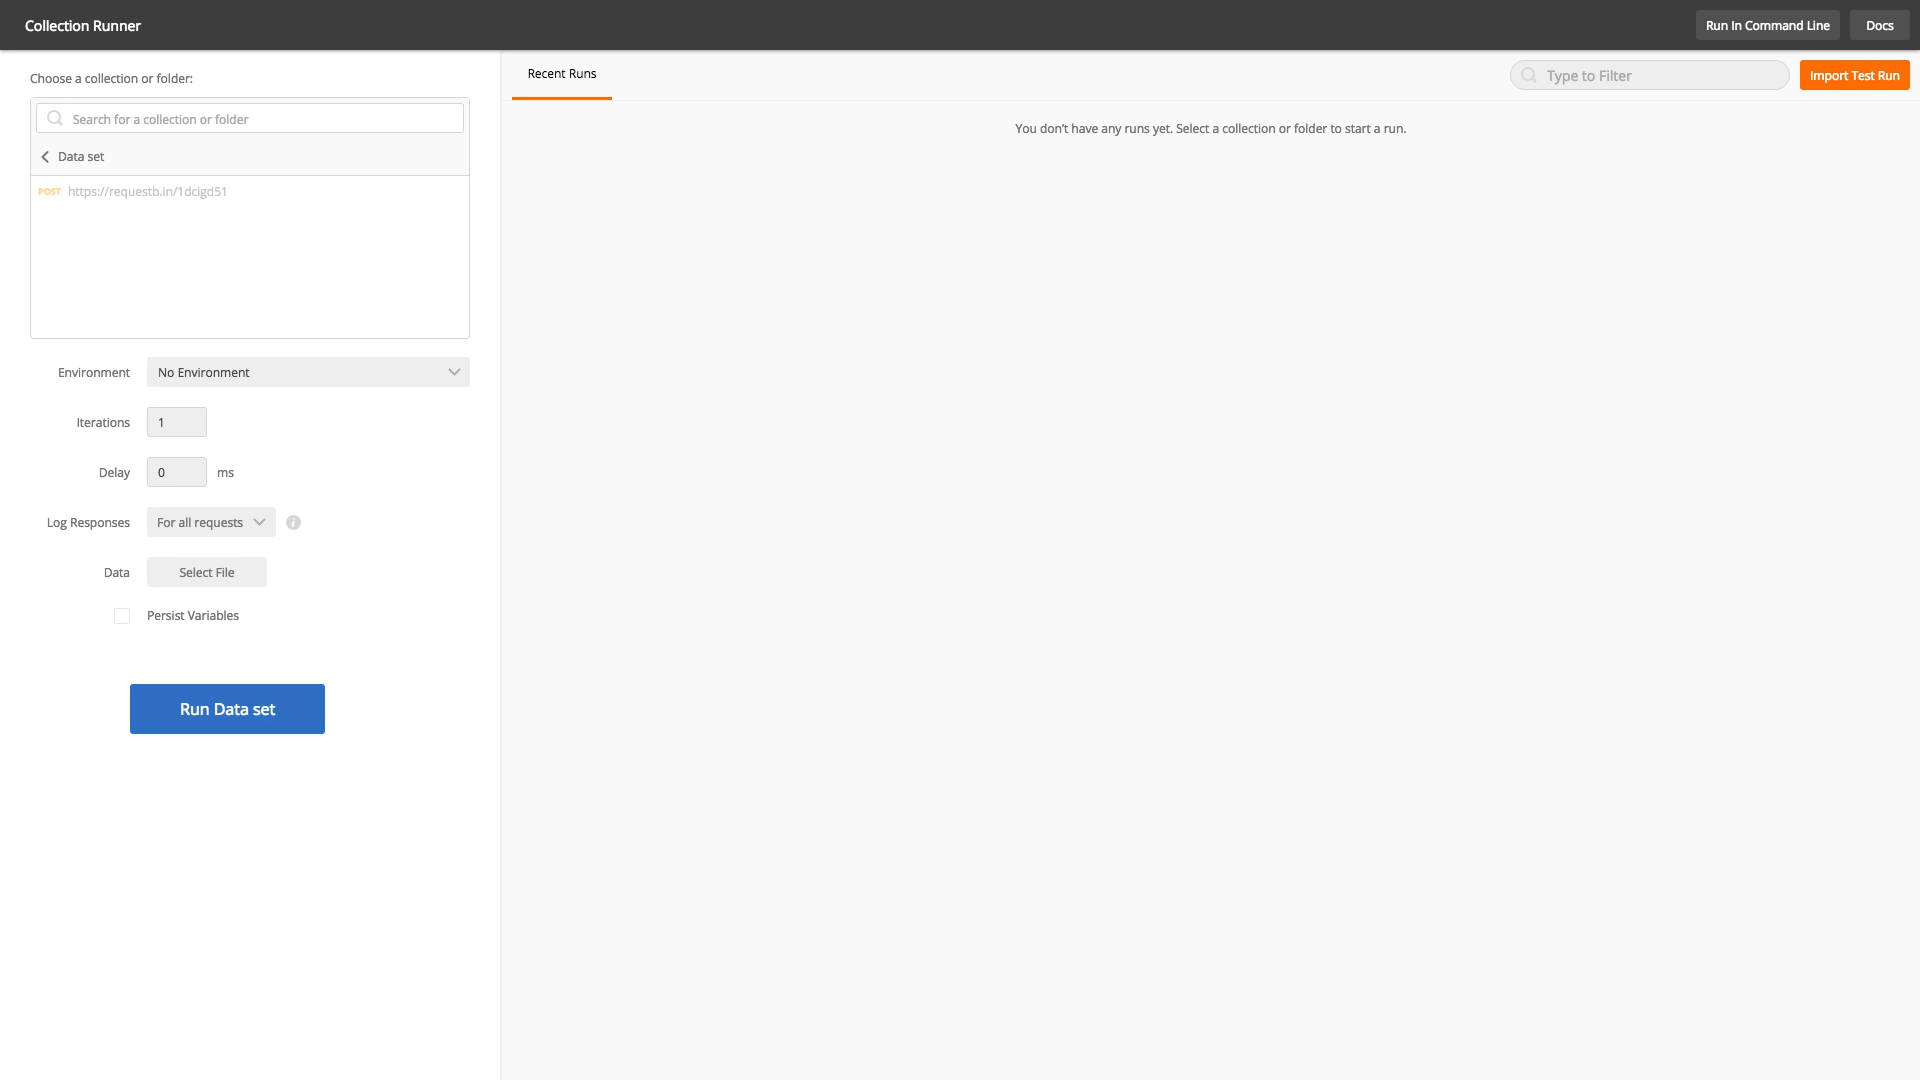 Collection Runner
Run In Command Line
Docs
Choose a collection or folder:
Search for a collection or folder
Data set
POST https://requestb.in/1dcigd51
Environment
No Environment
Iterations
1
Delay
0
ms
Log Responses
For all requests
Data
Select File
Persist Variables
Run Data set
Recent Runs
Type to Filter
Import Test Run
You don't have any runs yet. Select a collection or folder to start a run.